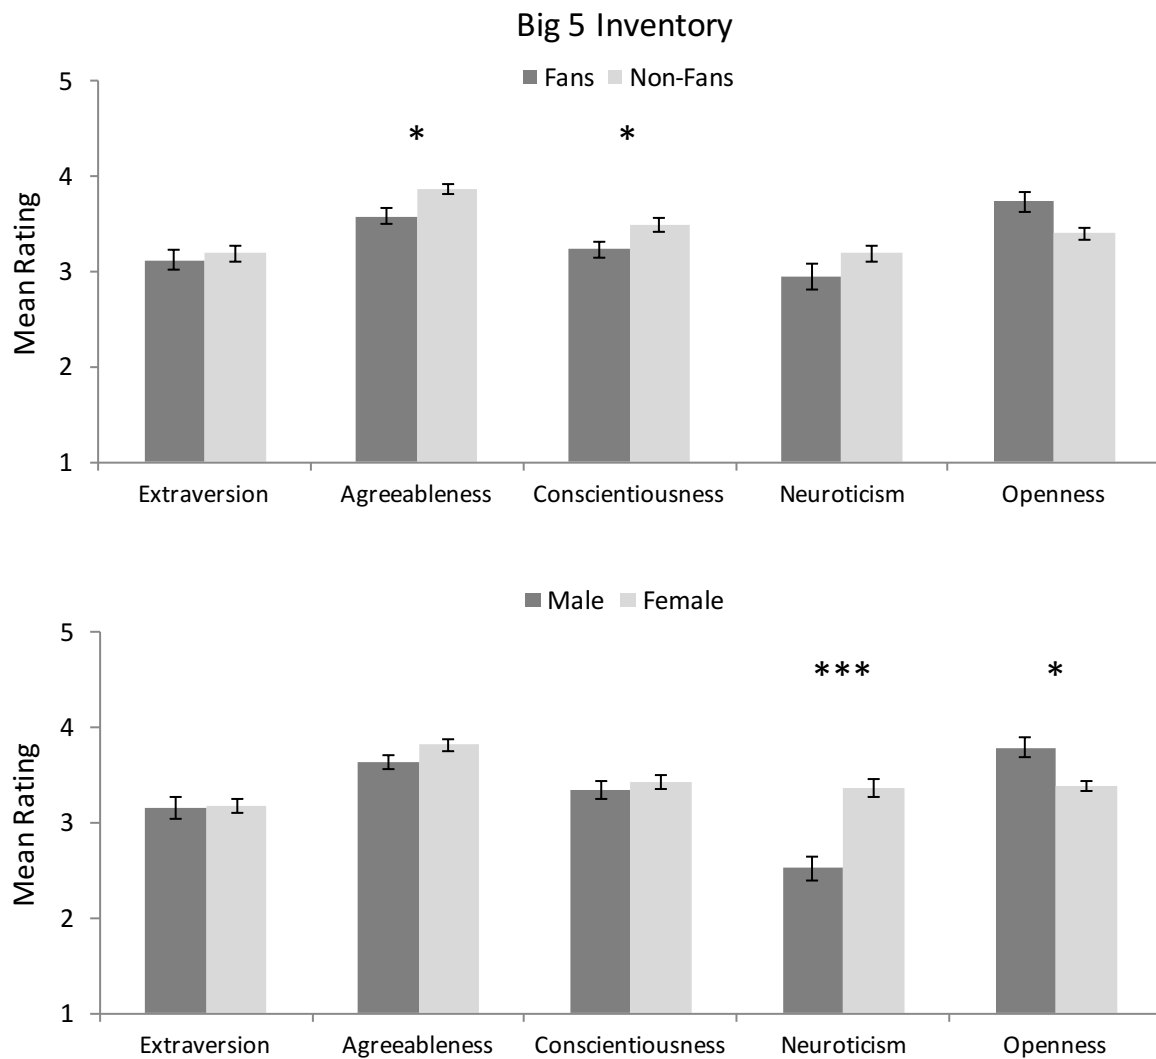 Big 5 Inventory
Fans Non-Fans
5
* *
4
3
2
1
Mean Rating
Extraversion Agreeableness Conscientiousness Neuroticism Openness
Male Female
5
*** *
4
3
2
1
Mean Rating
Extraversion Agreeableness Conscientiousness Neuroticism Openness